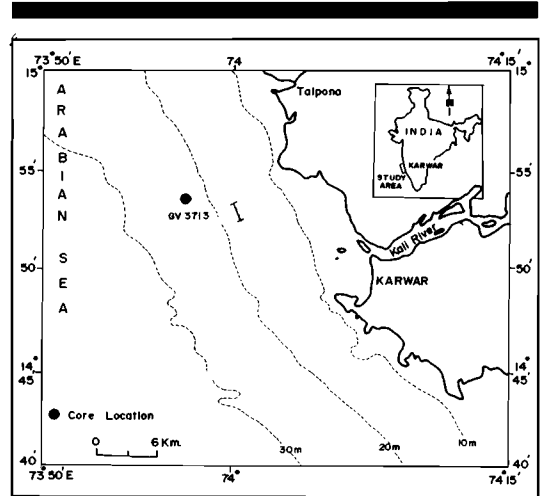 73° 50' E
74°
74° 15'
15°
15°
ARABIAN SEA
Talpona
INDIA
KARWAR
STUDY AREA
55'
55'
GV 3713
Kali River
KARWAR
50'
50'
14° 45'
14° 45'
Core Location
0 6 Km.
30m
20m
10m
40'
40'
73° 50' E
74°
74° 15'